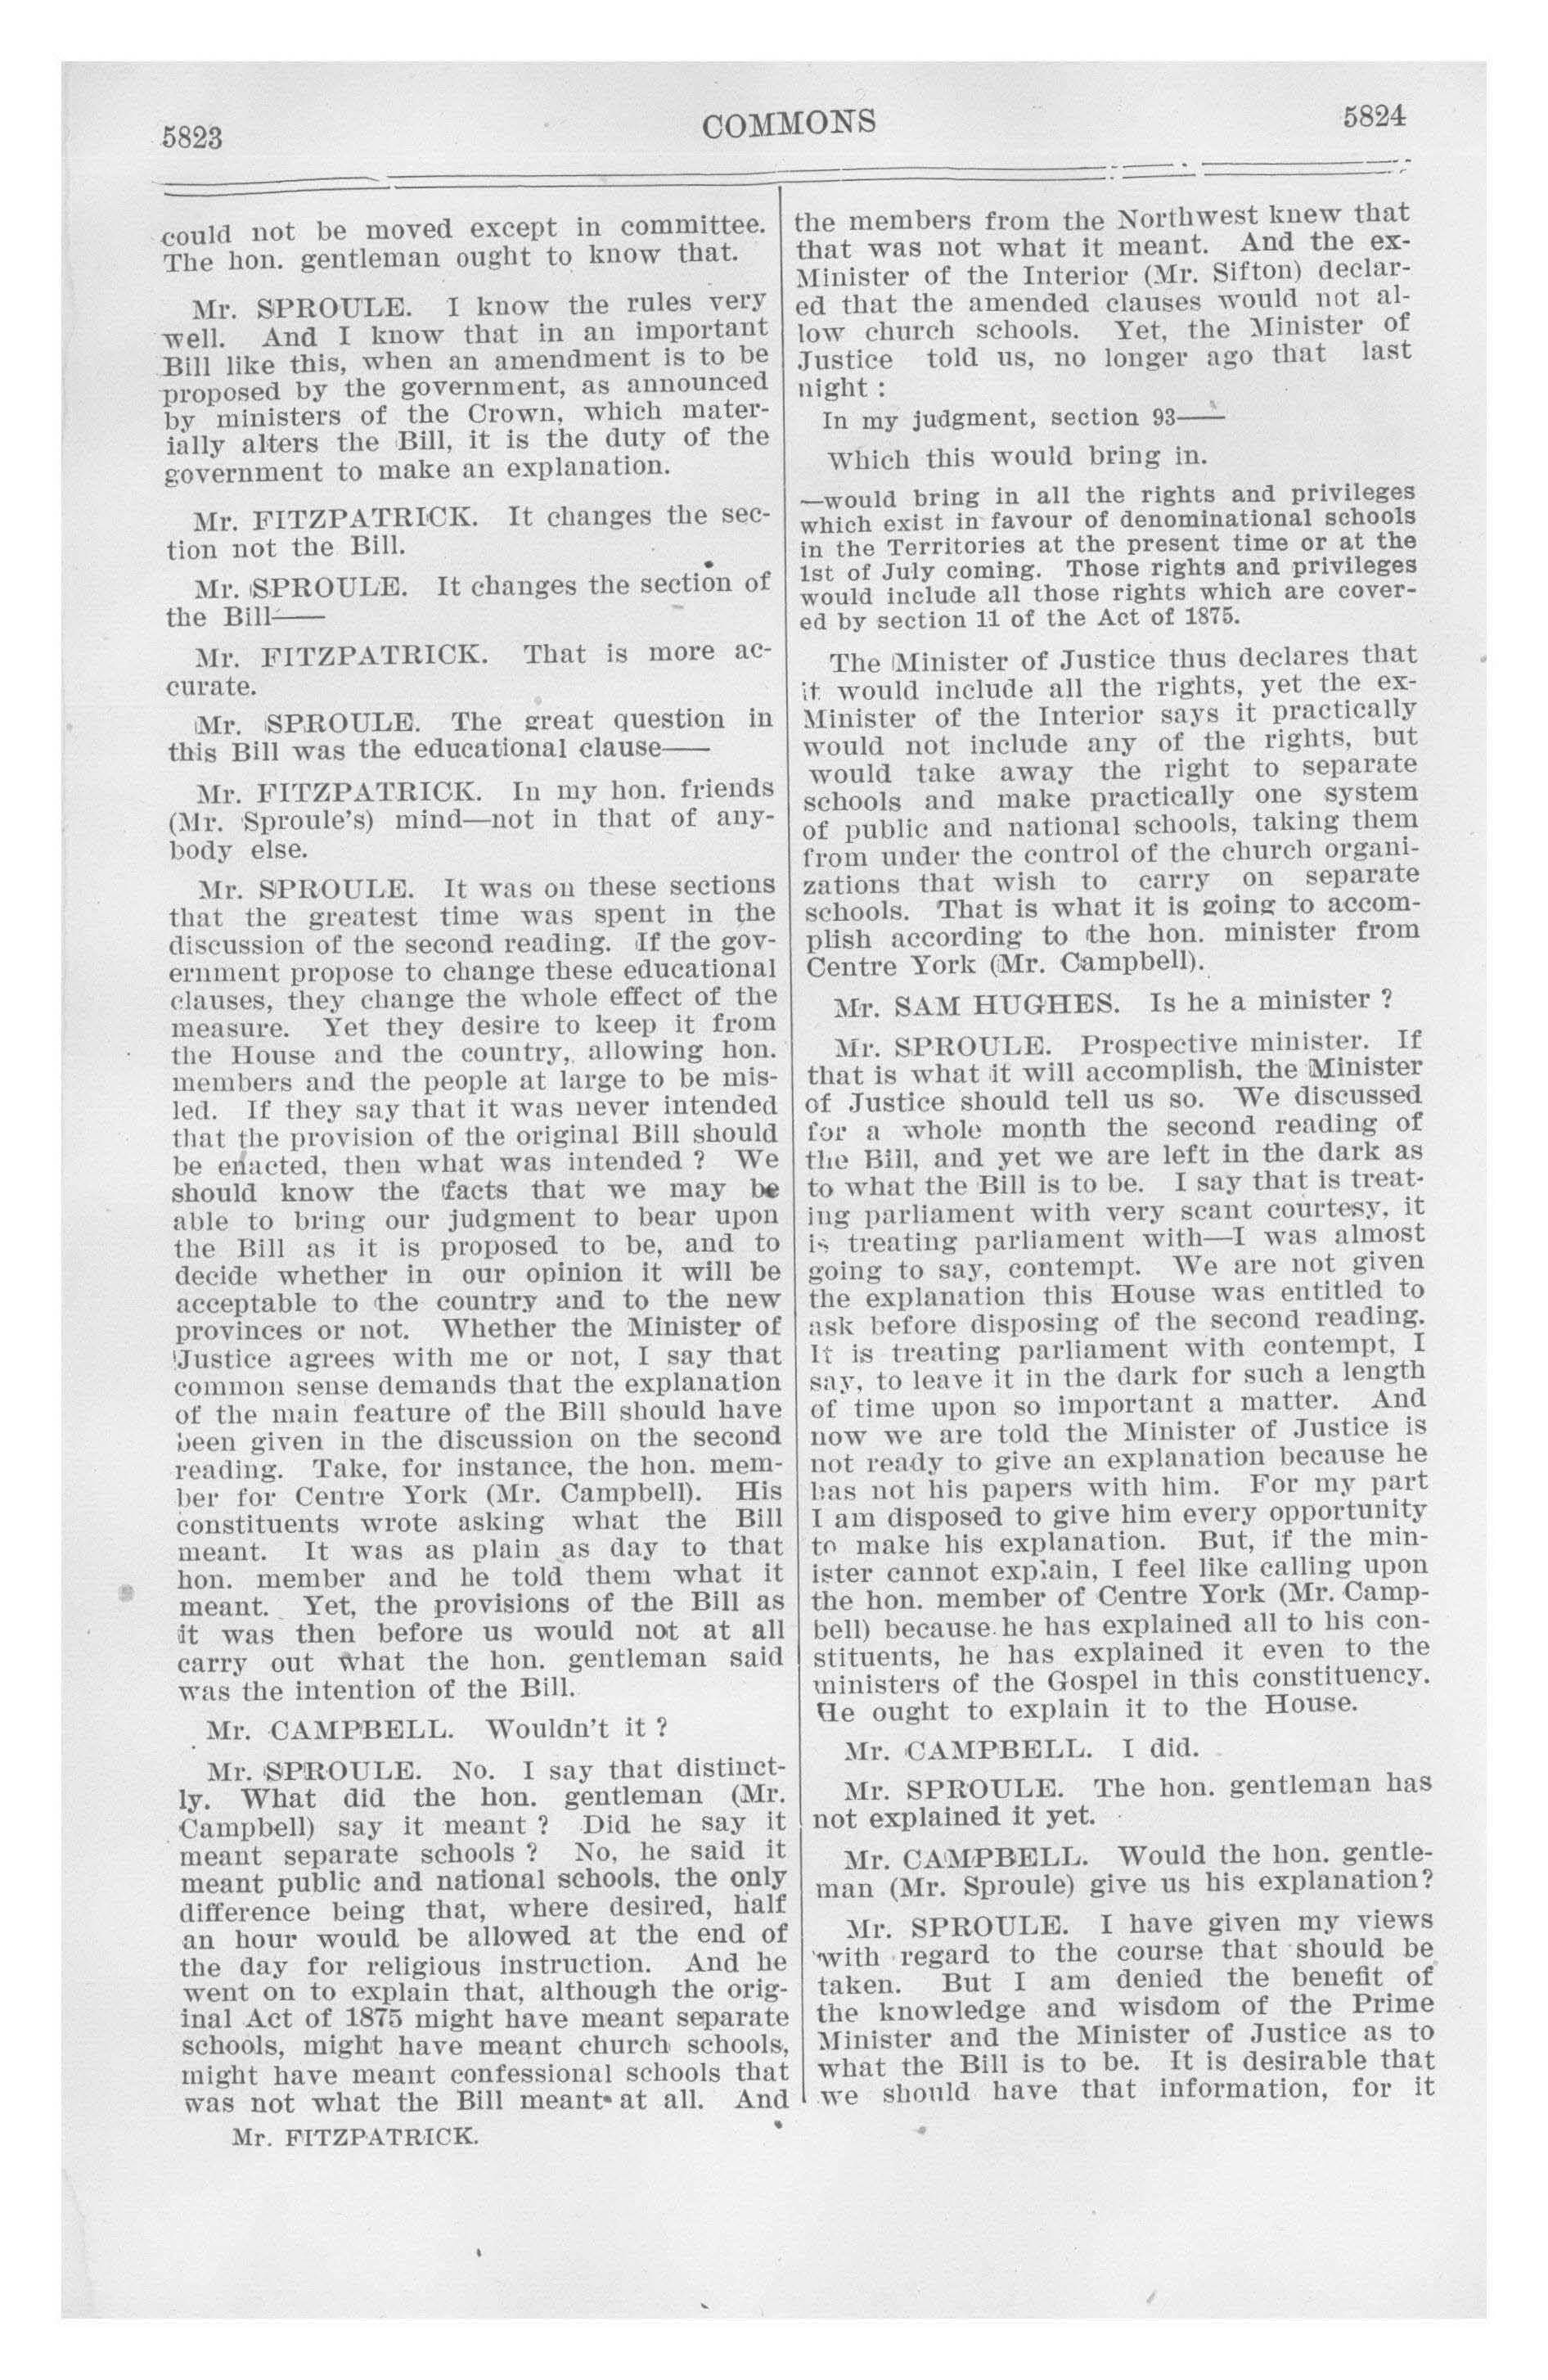 5823
COMMONS
5824
could not be moved except in committee.
The hon. gentleman ought to know that.
Mr. SPROULE. I know the rules very
well. And I know that in an important
Bill like this, when an amendment is to be
proposed by the government, as announced
by ministers of the Crown, which mater-
ially alters the Bill, it is the duty of the
government to make an explanation.
Mr. FITZPATRICK. It changes the sec-
tion not the Bill.
Mr. SPROULE. It changes the section of
the Bill—
Mr. FITZPATRICK. That is more ac-
curate.
Mr. SPROULE. The great question in
this Bill was the educational clause—
Mr. FITZPATRICK. In my hon. friends
(Mr. Sproule's) mind—not in that of any-
body else.
Mr. SPROULE. It was on these sections
that the greatest time was spent in the
discussion of the second reading. If the gov-
ernment propose to change these educational
clauses, they change the whole effect of the
measure. Yet they desire to keep it from
the House and the country, allowing hon.
members and the people at large to be mis-
led. If they say that it was never intended
that the provision of the original Bill should
be enacted, then what was intended ? We
should know the facts that we may be
able to bring our judgment to bear upon
the Bill as it is proposed to be, and to
decide whether in our opinion it will be
acceptable to the country and to the new
provinces or not. Whether the Minister of
Justice agrees with me or not, I say that
common sense demands that the explanation
of the main feature of the Bill should have
been given in the discussion on the second
reading. Take, for instance, the hon. mem-
ber for Centre York (Mr. Campbell). His
constituents wrote asking what the Bill
meant. It was as plain as day to that
hon. member and he told them what it
meant. Yet, the provisions of the Bill as
it was then before us would not at all
carry out what the hon. gentleman said
was the intention of the Bill.
Mr. CAMPBELL. Wouldn't it ?
Mr. SPROULE. No. I say that distinct-
ly. What did the hon. gentleman (Mr.
Campbell) say it meant ? Did he say it
meant separate schools ? No, he said it
meant public and national schools, the only
difference being that, where desired, half
an hour would be allowed at the end of
the day for religious instruction. And he
went on to explain that, although the orig-
inal Act of 1875 might have meant separate
schools, might have meant church schools,
might have meant confessional schools that
was not what the Bill meant at all. And
Mr. FITZPATRICK.
the members from the Northwest knew that
that was not what it meant. And the ex-
Minister of the Interior (Mr. Sifton) declar-
ed that the amended clauses would not al-
low church schools. Yet, the Minister of
Justice told us, no longer ago that last
night :
In my judgment, section 93—
Which this would bring in.
—would bring in all the rights and privileges
which exist in favour of denominational schools
in the Territories at the present time or at the
1st of July coming. Those rights and privileges
would include all those rights which are cover-
ed by section 11 of the Act of 1875.
The Minister of Justice thus declares that
it would include all the rights, yet the ex-
Minister of the Interior says it practically
would not include any of the rights, but
would take away the right to separate
schools and make practically one system
of public and national schools, taking them
from under the control of the church organi-
zations that wish to carry on separate
schools. That is what it is going to accom-
plish according to the hon. minister from
Centre York (Mr. Campbell).
Mr. SAM HUGHES. Is he a minister ?
Mr. SPROULE. Prospective minister. If
that is what it will accomplish, the Minister
of Justice should tell us so. We discussed
for a whole month the second reading of
the Bill, and yet we are left in the dark as
to what the Bill is to be. I say that is treat-
ing parliament with very scant courtesy, it
is treating parliament with—I was almost
going to say, contempt. We are not given
the explanation this House was entitled to
ask before disposing of the second reading.
It is treating parliament with contempt, I
say, to leave it in the dark for such a length
of time upon so important a matter. And
now we are told the Minister of Justice is
not ready to give an explanation because he
has not his papers with him. For my part
I am disposed to give him every opportunity
to make his explanation. But, if the min-
ister cannot explain, I feel like calling upon
the hon. member of Centre York (Mr. Camp-
bell) because he has explained all to his con-
stituents, he has explained it even to the
ministers of the Gospel in this constituency.
He ought to explain it to the House.
Mr. CAMPBELL. I did.
Mr. SPROULE. The hon. gentleman has
not explained it yet.
Mr. CAMPBELL. Would the hon. gentle-
man (Mr. Sproule) give us his explanation?
Mr. SPROULE. I have given my views
with regard to the course that should be
taken. But I am denied the benefit of
the knowledge and wisdom of the Prime
Minister and the Minister of Justice as to
what the Bill is to be. It is desirable that
we should have that information, for it